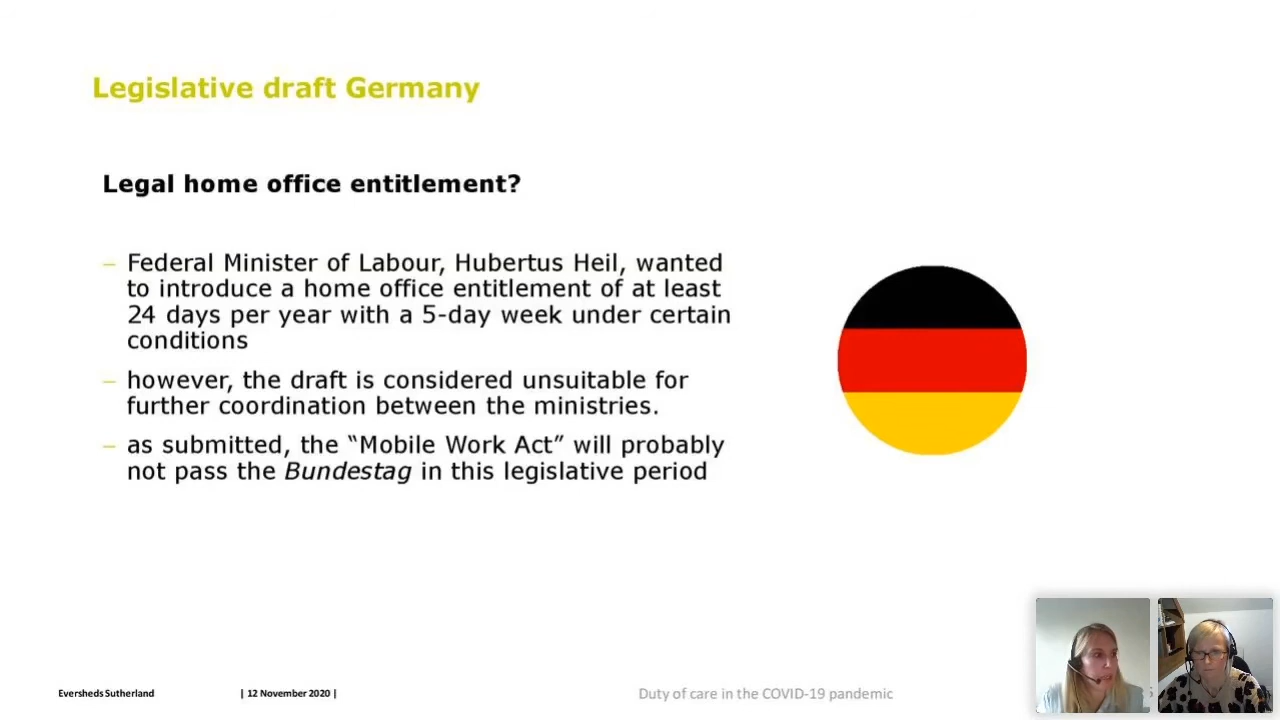 Legislative draft Germany
Legal home office entitlement?
– Federal Minister of Labour, Hubertus Heil, wanted
to introduce a home office entitlement of at least
24 days per year with a 5-day week under certain
conditions
– however, the draft is considered unsuitable for
further coordination between the ministries.
– as submitted, the “Mobile Work Act” will probably
not pass the Bundestag in this legislative period
Eversheds Sutherland | 12 November 2020 | Duty of care in the COVID-19 pandemic